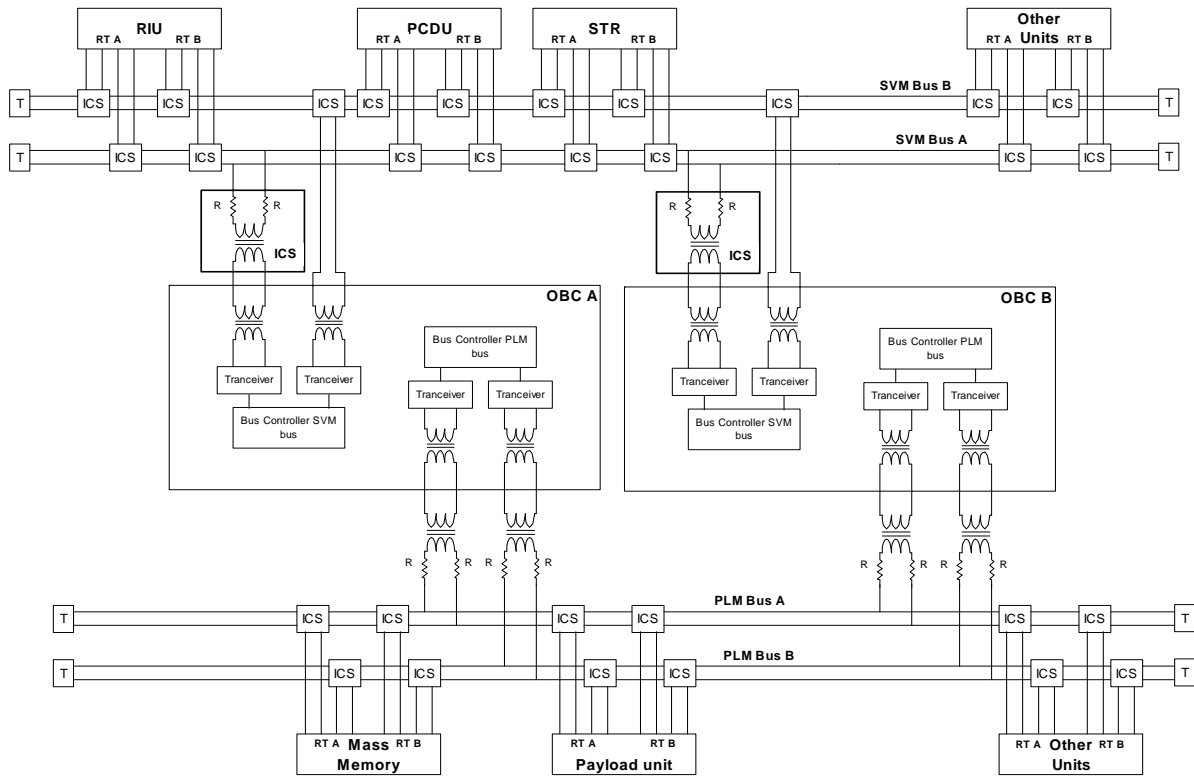 RIU
RT A RT B
PCDU
RT A RT B
STR
RT A RT B
Other
Units
RT A RT B
SVM Bus B
T ICS ICS ICS ICS ICS ICS ICS ICS ICS ICS T
SVM Bus A
T ICS ICS ICS ICS ICS ICS ICS ICS T
R R
ICS
R R
ICS
OBC A
Bus Controller PLM
bus
Tranceiver Tranceiver
Tranceiver Tranceiver
Bus Controller SVM
bus
OBC B
Bus Controller PLM
bus
Tranceiver Tranceiver
Tranceiver Tranceiver
Bus Controller SVM
bus
R R R
R R R
PLM Bus A
T ICS ICS ICS ICS ICS ICS T
PLM Bus B
T ICS ICS ICS ICS ICS ICS T
RT A Mass RT B
Memory
RT A RT B
Payload unit
RT A Other RT B
Units